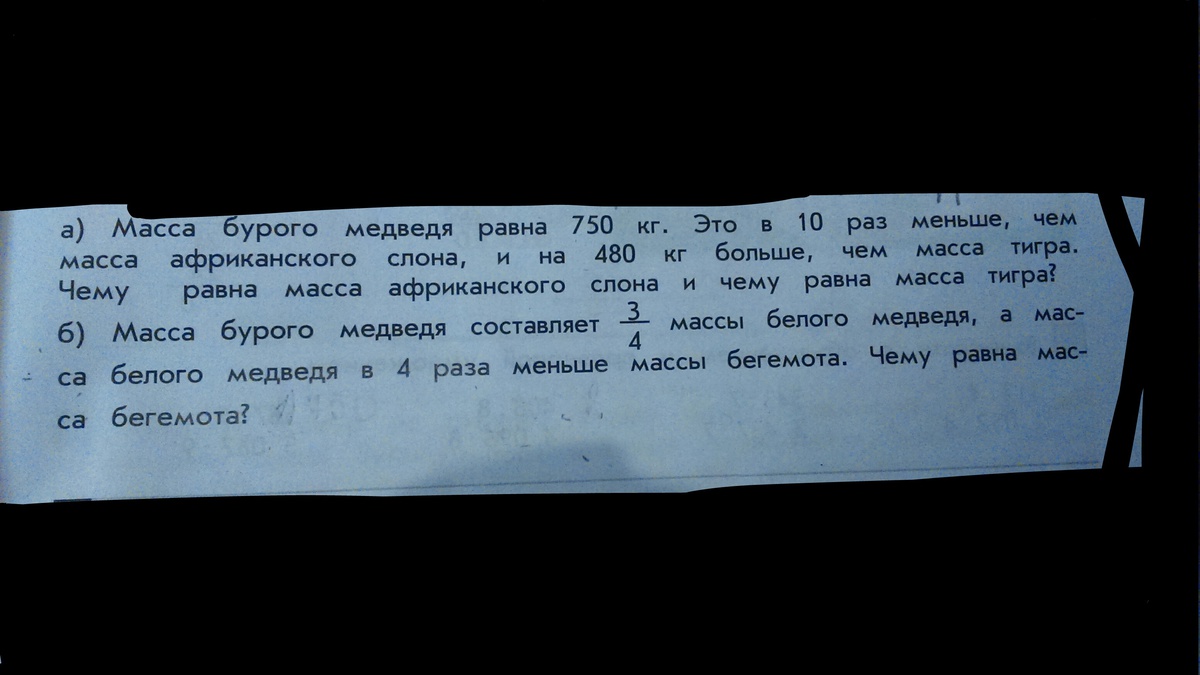 а) Масса бурого медведя равна 750 кг. Это в 10 раз меньше, чем
масса африканского слона, и на 480 кг больше, чем масса тигра.
Чему равна масса африканского слона и чему равна масса тигра?
б) Масса бурого медведя составляет 3/4 массы белого медведя, а мас-
са белого медведя в 4 раза меньше массы бегемота. Чему равна мас-
са бегемота?